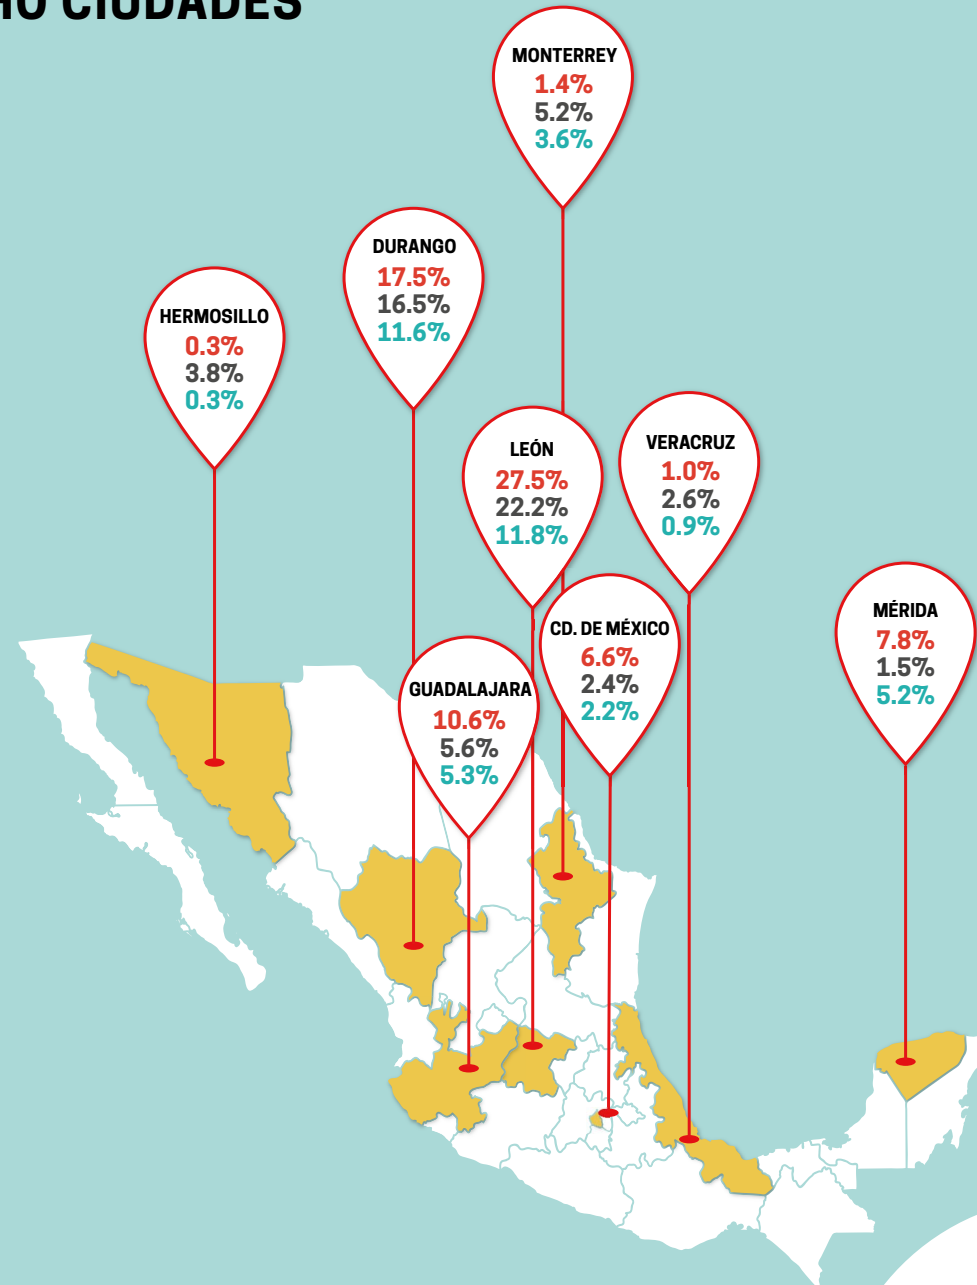 CIUDADES
MONTERREY
1.4%
5.2%
3.6%
DURANGO
17.5%
16.5%
11.6%
HERMOSILLO
0.3%
3.8%
0.3%
LEÓN
27.5%
22.2%
11.8%
VERACRUZ
1.0%
2.6%
0.9%
MÉRIDA
7.8%
1.5%
5.2%
CD. DE MÉXICO
6.6%
2.4%
2.2%
GUADALAJARA
10.6%
5.6%
5.3%